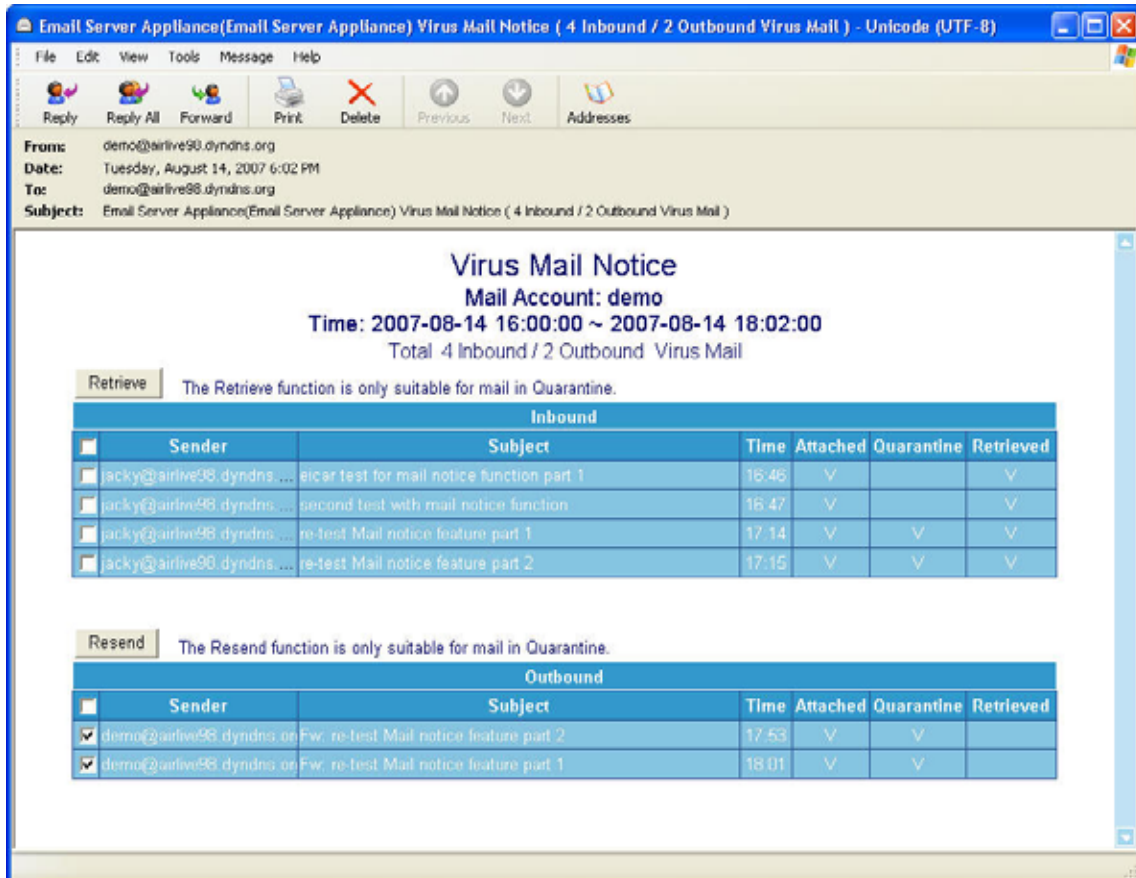 Email Server Appliance(Email Server Appliance) Virus Mail Notice ( 4 Inbound / 2 Outbound Virus Mail ) - Unicode (UTF-8)
File Edit View Tools Message Help
Reply Reply All Forward Print Delete Previous Next Addresses
From: demo@airlive98.dyndns.org
Date: Tuesday, August 14, 2007 6:02 PM
To: demo@airlive98.dyndns.org
Subject: Email Server Appliance(Email Server Appliance) Virus Mail Notice ( 4 Inbound / 2 Outbound Virus Mail )
Virus Mail Notice
Mail Account: demo
Time: 2007-08-14 16:00:00 ~ 2007-08-14 18:02:00
Total 4 Inbound / 2 Outbound Virus Mail
Retrieve The Retrieve function is only suitable for mail in Quarantine.
Inbound
Sender Subject Time Attached Quarantine Retrieved
jacky@airlive98.dyndns.... eicar test for mail notice function part 1 16:46 V V
jacky@airlive98.dyndns.... second test with mail notice function 16:47 V V
jacky@airlive98.dyndns.... re-test Mail notice feature part 1 17:14 V V V
jacky@airlive98.dyndns.... re-test Mail notice feature part 2 17:15 V V V
Resend The Resend function is only suitable for mail in Quarantine.
Outbound
Sender Subject Time Attached Quarantine Retrieved
demo@airlive98.dyndns.or Fw: re-test Mail notice feature part 2 17:53 V V
demo@airlive98.dyndns.or Fw: re-test Mail notice feature part 1 18:01 V V